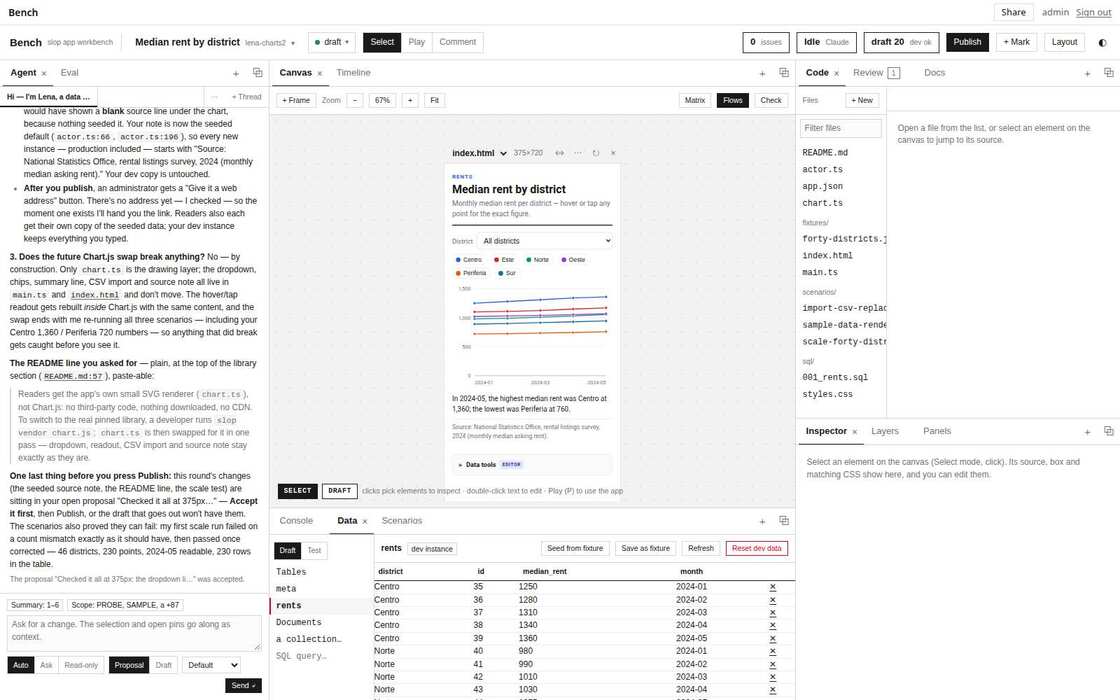 Bench
Share admin Sign out
Bench slop app workbench Median rent by district lena-charts2 draft Select Play Comment 0 issues Idle Claude draft 20 dev ok Publish + Mark Layout
Agent × Eval +
Hi — I'm Lena, a data … ··· + Thread
would have shown a blank source line under the chart,
because nothing seeded it. Your note is now the seeded
default ( actor.ts:66 , actor.ts:196 ), so every new
instance — production included — starts with "Source:
National Statistics Office, rental listings survey, 2024 (monthly
median asking rent)." Your dev copy is untouched.
After you publish, an administrator gets a "Give it a web
address" button. There's no address yet — I checked — so the
moment one exists I'll hand you the link. Readers also each
get their own copy of the seeded data; your dev instance
keeps everything you typed.
3. Does the future Chart.js swap break anything? No — by
construction. Only chart.ts is the drawing layer; the dropdown,
chips, summary line, CSV import and source note all live in
main.ts and index.html and don't move. The hover/tap
readout gets rebuilt inside Chart.js with the same content, and the
swap ends with me re-running all three scenarios — including your
Centro 1,360 / Periferia 720 numbers — so anything that did break
gets caught before you see it.
The README line you asked for — plain, at the top of the library
section ( README.md:57 ), paste-able:
Readers get the app's own small SVG renderer ( chart.ts ),
not Chart.js: no third-party code, nothing downloaded, no CDN.
To switch to the real pinned library, a developer runs slop
vendor chart.js ; chart.ts is then swapped for it in one
pass — dropdown, readout, CSV import and source note stay
exactly as they are.
One last thing before you press Publish: this round's changes
(the seeded source note, the README line, the scale test) are
sitting in your open proposal "Checked it all at 375px…" — Accept
it first, then Publish, or the draft that goes out won't have them.
The scenarios also proved they can fail: my first scale run failed on
a count mismatch exactly as it should have, then passed once
corrected — 46 districts, 230 points, 2024-05 readable, 230 rows
in the table.
The proposal "Checked it all at 375px: the dropdown li…" was accepted.
Summary: 1–6 Scope: PROBE, SAMPLE, a +87
Ask for a change. The selection and open pins go along as
context.
Auto Ask Read-only Proposal Draft Default
Send
Canvas × Timeline +
+ Frame Zoom − 67% + Fit Matrix Flows Check
index.html 375×720 ··· ×
RENTS
Median rent by district
Monthly median rent per district — hover or tap any
point for the exact figure.
District All districts
Centro Este Norte Oeste
Periferia Sur
1,500
1,000
500
0
2024-01 2024-03 2024-05
In 2024-05, the highest median rent was Centro at
1,360; the lowest was Periferia at 760.
Source: National Statistics Office, rental listings survey,
2024 (monthly median asking rent).
Data tools EDITOR
SELECT DRAFT clicks pick elements to inspect · double-click text to edit · Play (P) to use the app
Console Data × Scenarios +
Draft Test
Tables
meta
rents
Documents
a collection…
SQL query…
rents dev instance Seed from fixture Save as fixture Refresh Reset dev data
district id median_rent month
Centro 35 1250 2024-01 ✕
Centro 36 1280 2024-02 ✕
Centro 37 1310 2024-03 ✕
Centro 38 1340 2024-04 ✕
Centro 39 1360 2024-05 ✕
Norte 40 980 2024-01 ✕
Norte 41 990 2024-02 ✕
Norte 42 1010 2024-03 ✕
Norte 43 1030 2024-04 ✕
Code × Review 1 Docs +
Files + New
Filter files
README.md
actor.ts
app.json
chart.ts
fixtures/
forty-districts.j
index.html
main.ts
scenarios/
import-csv-replac
sample-data-rende
scale-forty-distr
sql/
001_rents.sql
styles.css
Open a file from the list, or select an element on the
canvas to jump to its source.
Inspector × Layers Panels +
Select an element on the canvas (Select mode, click). Its source, box and
matching CSS show here, and you can edit them.